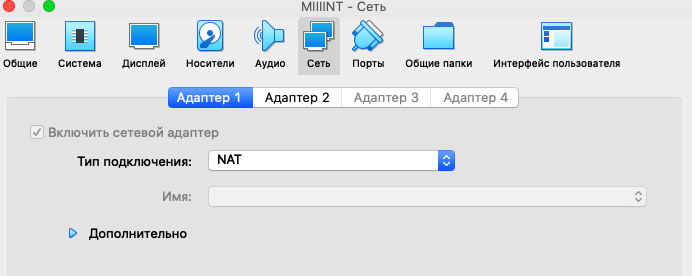 MIIIINT - Сеть
Общие Система Дисплей Носители Аудио Сеть Порты Общие папки Интерфейс пользователя
Адаптер 1 Адаптер 2 Адаптер 3 Адаптер 4
Включить сетевой адаптер
Тип подключения: NAT
Имя:
Дополнительно